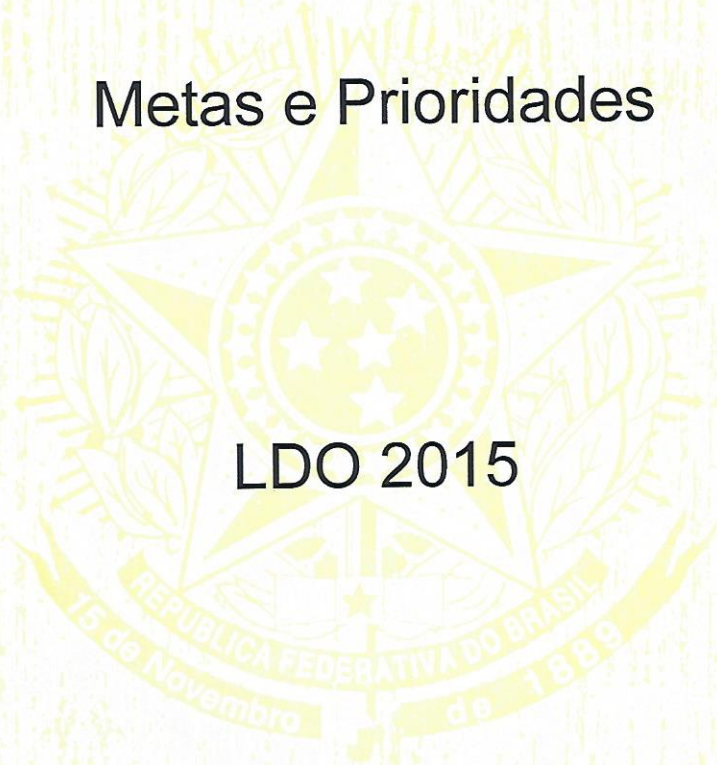 Metas e Prioridades
LDO 2015
REPUBLICA FEDERATIVA DO BRASIL
15 de Novembro de 1889